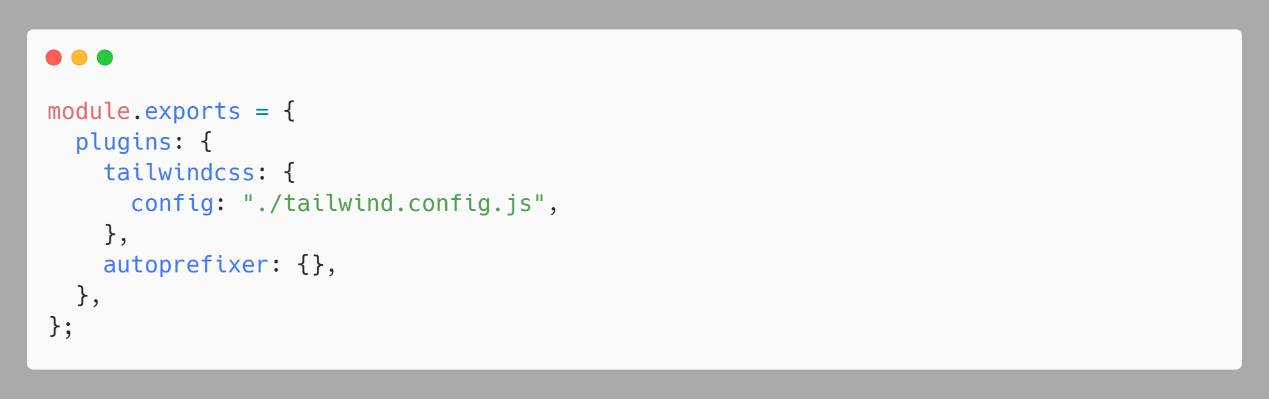 module.exports = {
  plugins: {
    tailwindcss: {
      config: "./tailwind.config.js",
    },
    autoprefixer: {},
  },
};